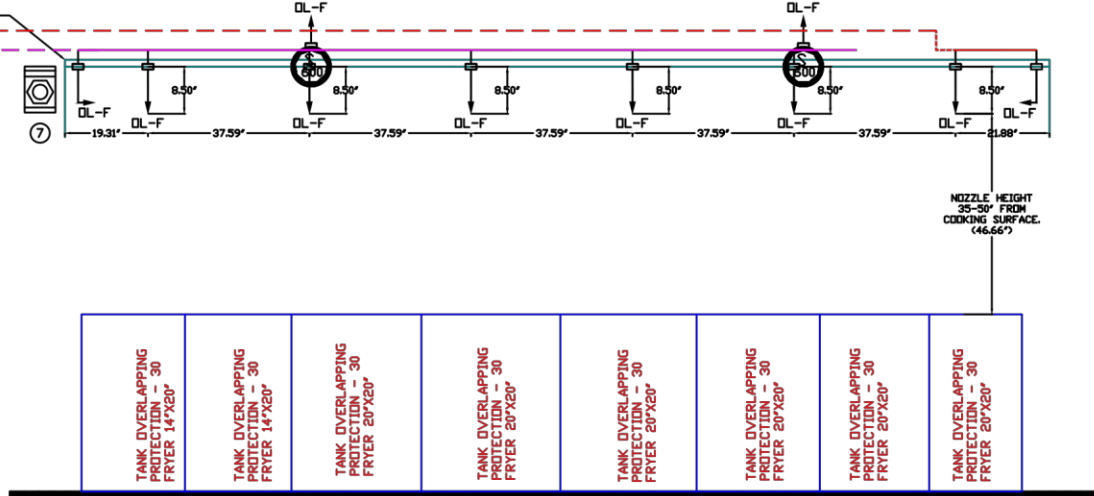 OL-F OL-F
S S
500 500
8.50" 8.50" 8.50" 8.50" 8.50" 8.50"
OL-F OL-F OL-F OL-F OL-F OL-F OL-F OL-F
7
19.31" 37.59" 37.59" 37.59" 37.59" 37.59" 21.88"
NOZZLE HEIGHT
35-50" FROM
COOKING SURFACE.
(46.66")
TANK OVERLAPPING
PROTECTION - 30
FRYER 14"X20"
TANK OVERLAPPING
PROTECTION - 30
FRYER 14"X20"
TANK OVERLAPPING
PROTECTION - 30
FRYER 20"X20"
TANK OVERLAPPING
PROTECTION - 30
FRYER 20"X20"
TANK OVERLAPPING
PROTECTION - 30
FRYER 20"X20"
TANK OVERLAPPING
PROTECTION - 30
FRYER 20"X20"
TANK OVERLAPPING
PROTECTION - 30
FRYER 20"X20"
TANK OVERLAPPING
PROTECTION - 30
FRYER 20"X20"